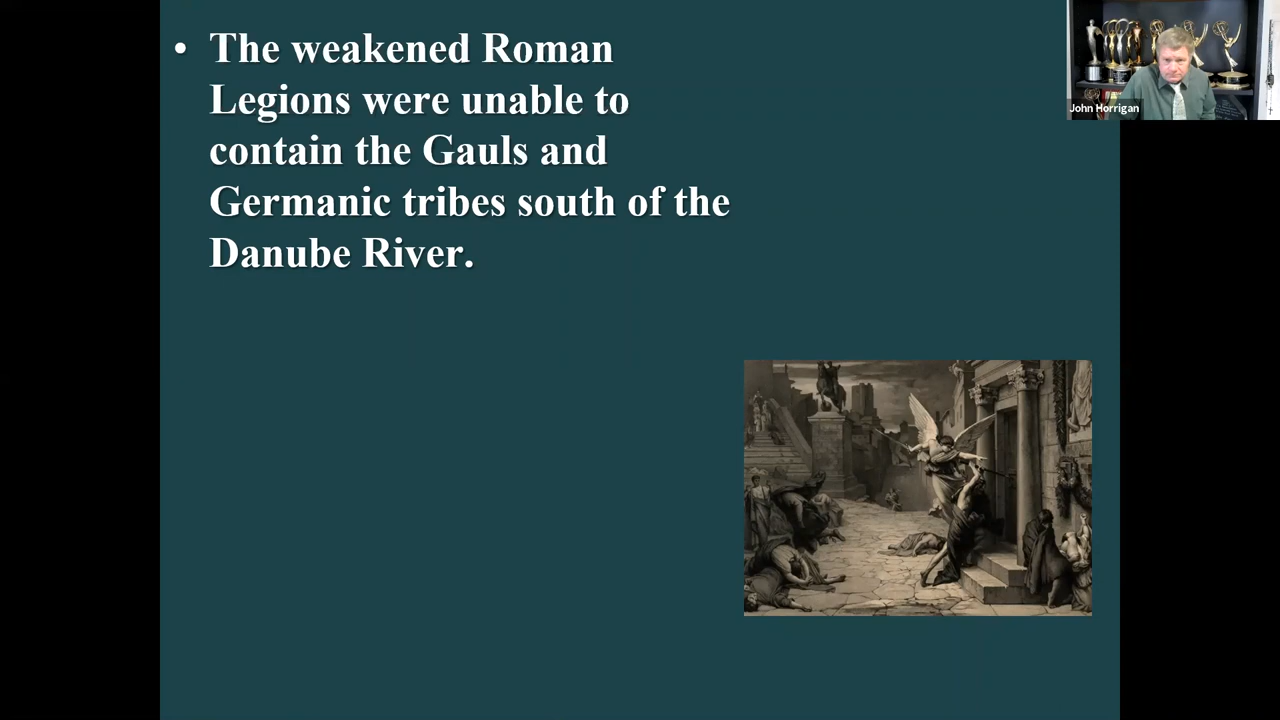 • The weakened Roman
Legions were unable to
contain the Gauls and
Germanic tribes south of the
Danube River.
John Horrigan